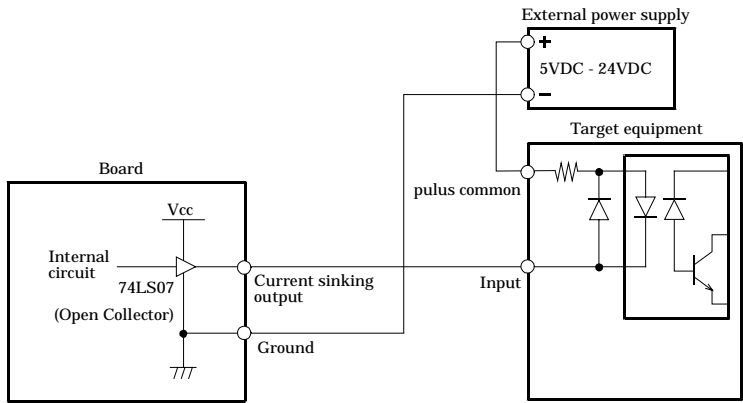 External power supply
+
5VDC - 24VDC
-
Target equipment
Board
pulus common
Vcc
Internal
circuit
74LS07
(Open Collector)
Current sinking
output
Input
Ground